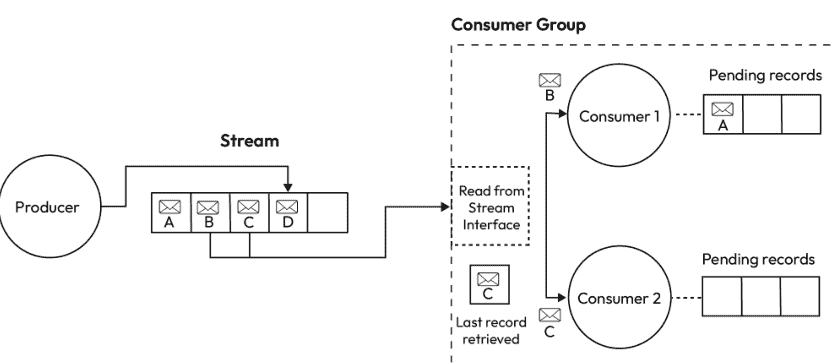 Consumer Group
Pending records
B
Consumer 1
A
Stream
Producer
A
B
C
D
Read from
Stream
Interface
C
Last record
retrieved
Pending records
Consumer 2
C